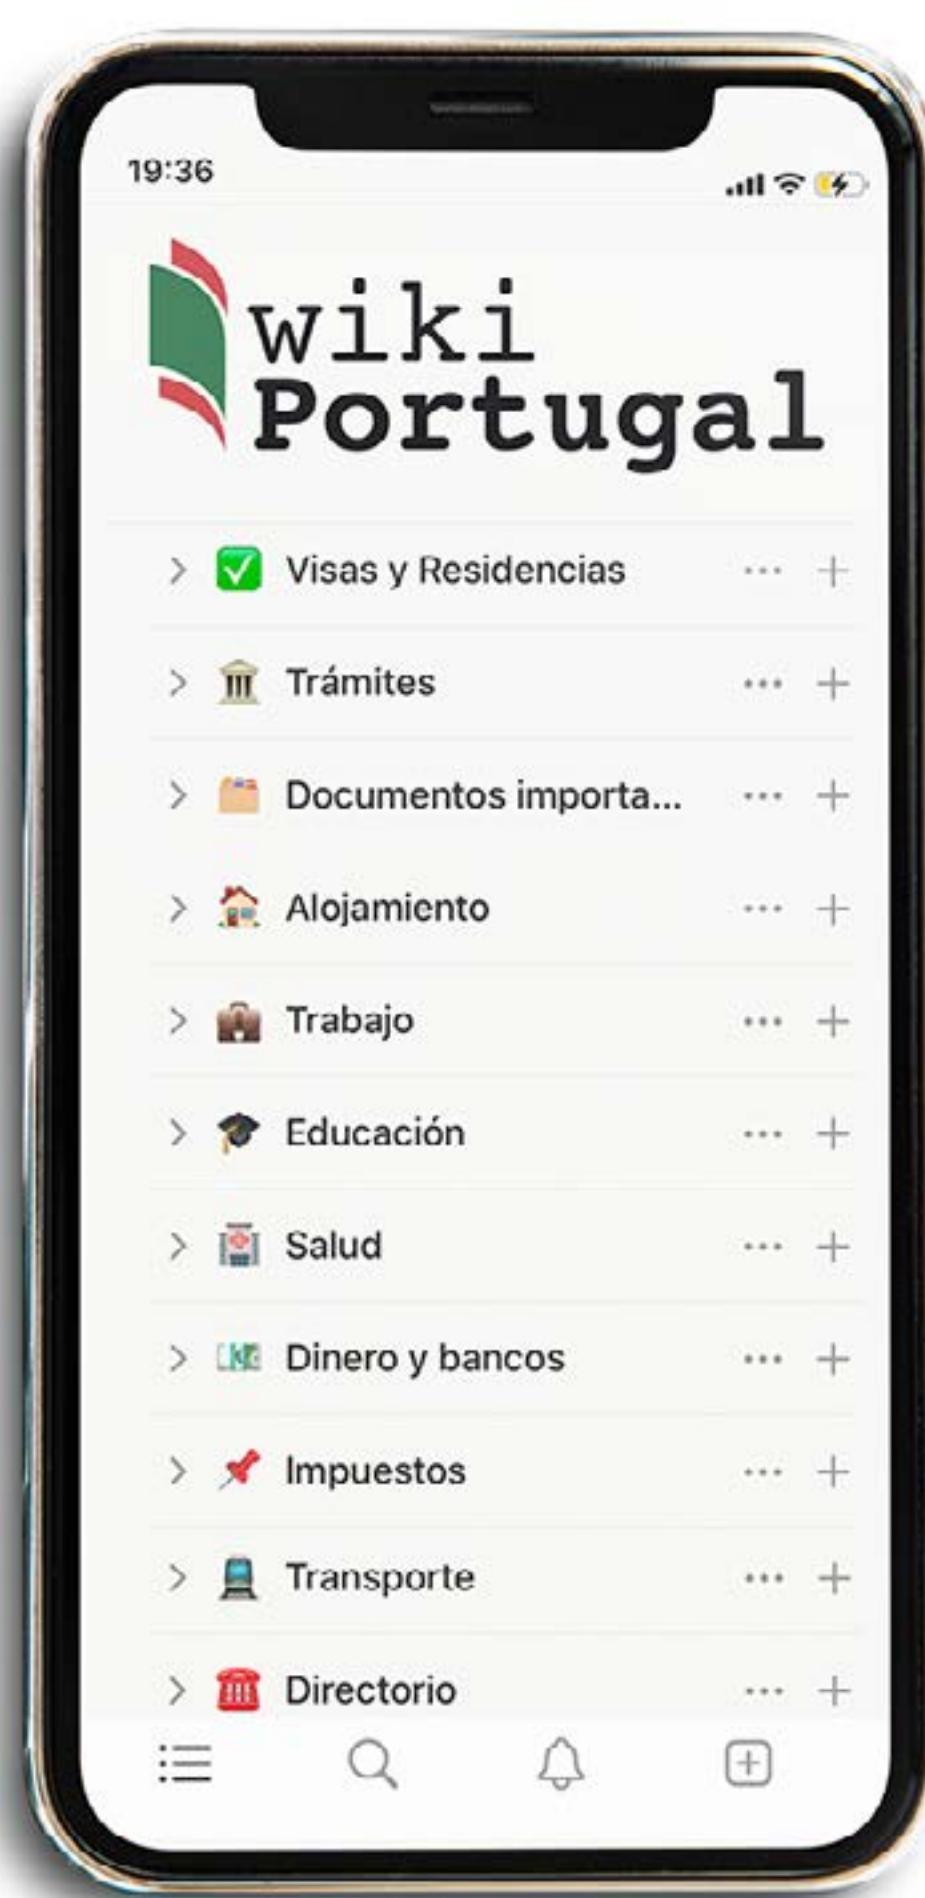 19:36
wiki
Portugal
Visas y Residencias
Trámites
Documentos importa...
Alojamiento
Trabajo
Educación
Salud
Dinero y bancos
Impuestos
Transporte
Directorio